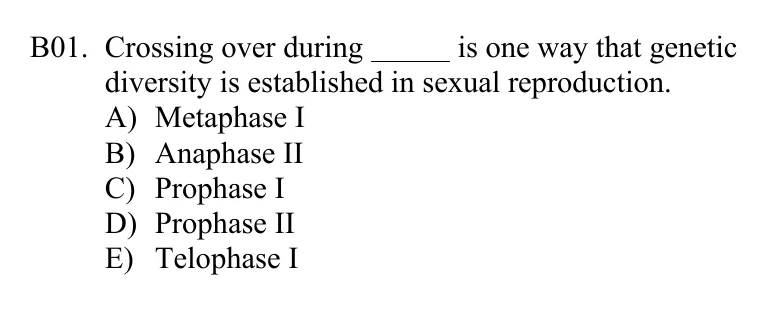 B01. Crossing over during _____ is one way that genetic
diversity is established in sexual reproduction.
A) Metaphase I
B) Anaphase II
C) Prophase I
D) Prophase II
E) Telophase I